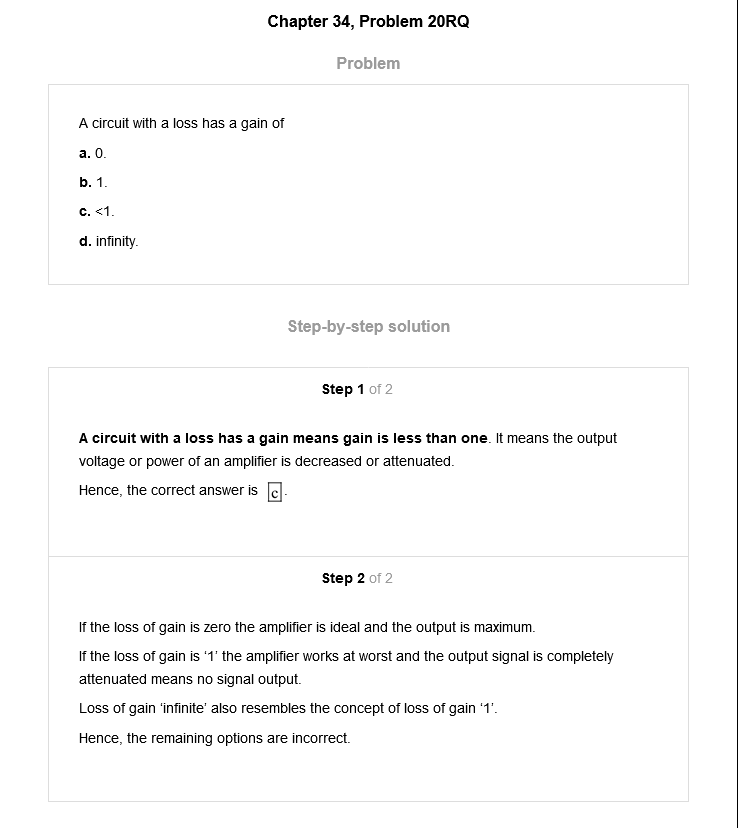 Chapter 34, Problem 20RQ
Problem
A circuit with a loss has a gain of
a. 0.
b. 1.
c. <1.
d. infinity.
Step-by-step solution
Step 1 of 2
A circuit with a loss has a gain means gain is less than one. It means the output
voltage or power of an amplifier is decreased or attenuated.
Hence, the correct answer is c.
Step 2 of 2
If the loss of gain is zero the amplifier is ideal and the output is maximum.
If the loss of gain is ‘1’ the amplifier works at worst and the output signal is completely
attenuated means no signal output.
Loss of gain ‘infinite’ also resembles the concept of loss of gain ‘1’.
Hence, the remaining options are incorrect.